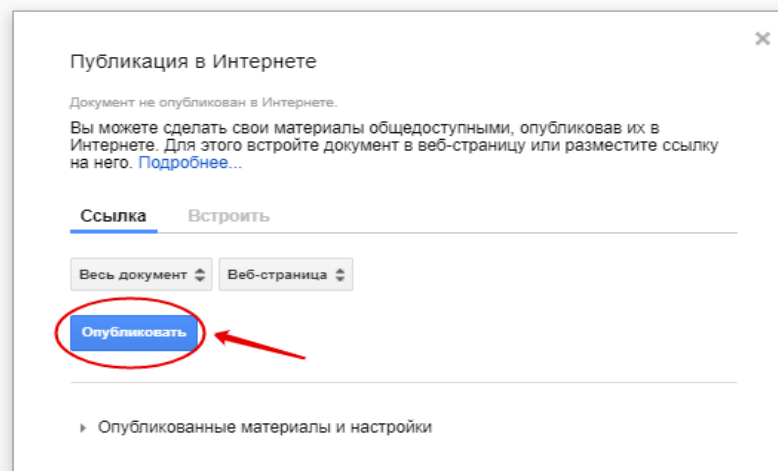 Публикация в Интернете
Документ не опубликован в Интернете.
Вы можете сделать свои материалы общедоступными, опубликовав их в
Интернете. Для этого встройте документ в веб-страницу или разместите ссылку
на него. Подробнее...
Ссылка Встроить
Весь документ Веб-страница
Опубликовать
Опубликованные материалы и настройки